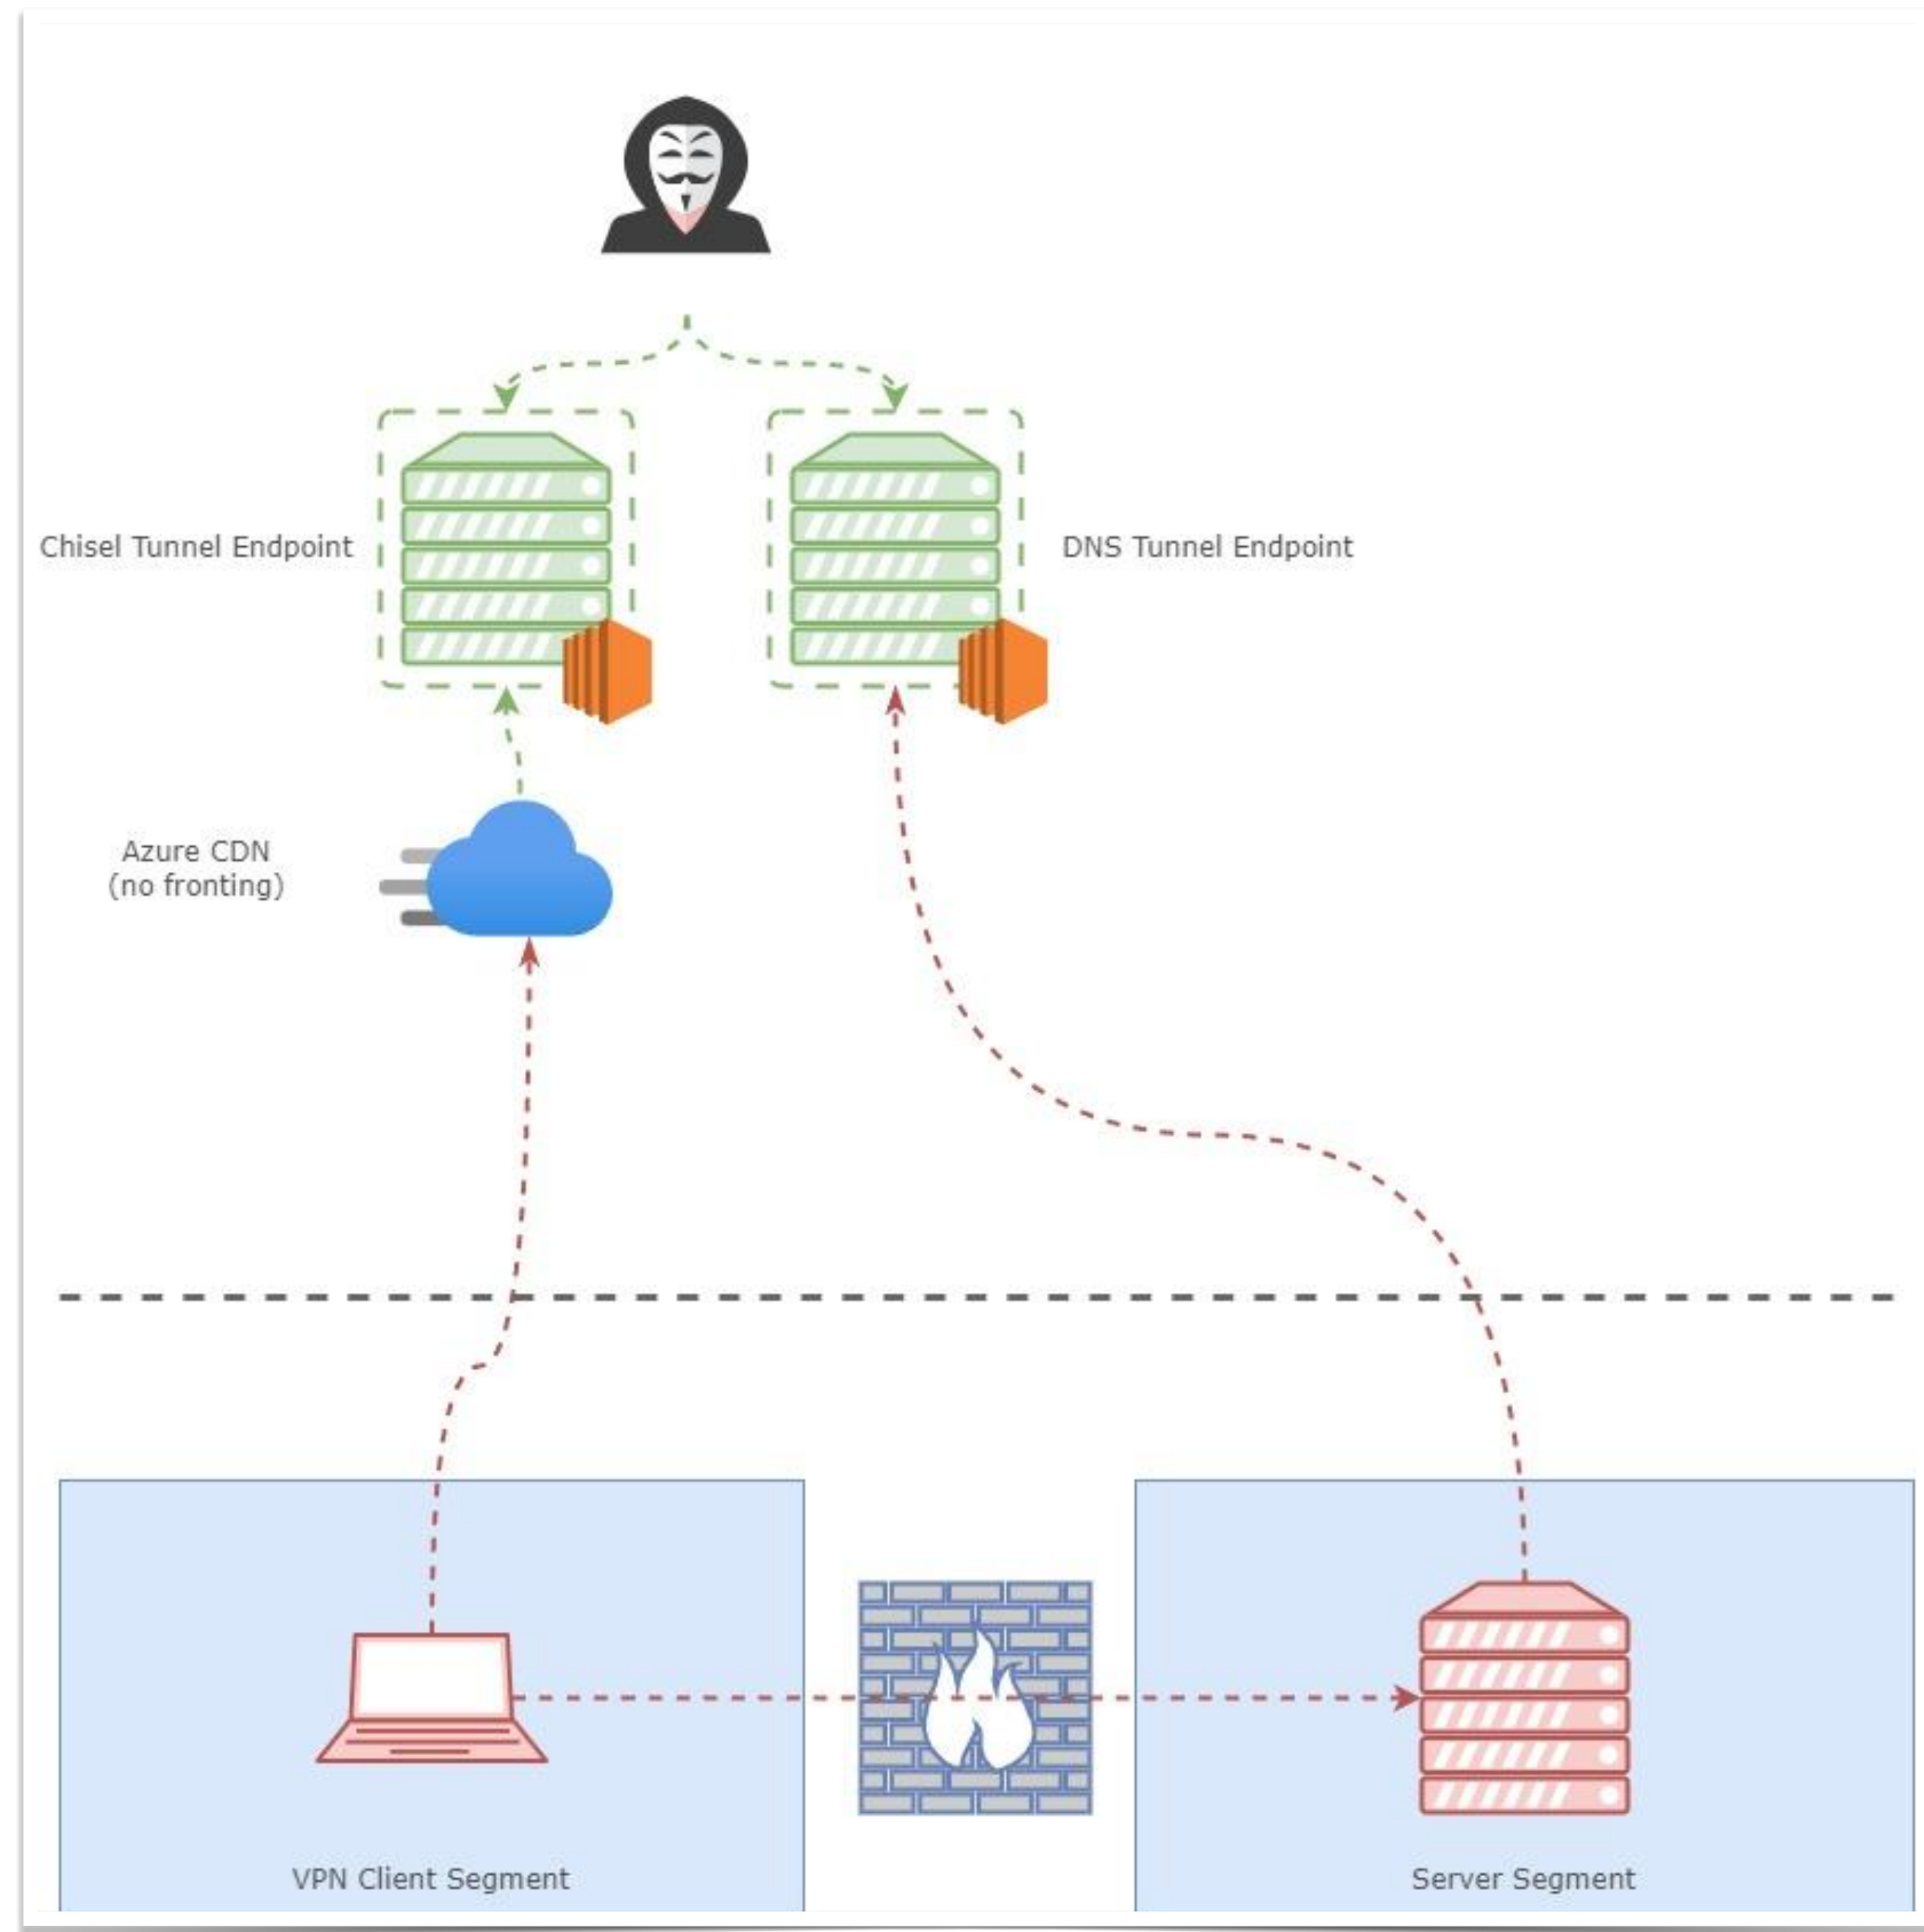 Chisel Tunnel Endpoint
DNS Tunnel Endpoint
Azure CDN
(no fronting)
VPN Client Segment
Server Segment